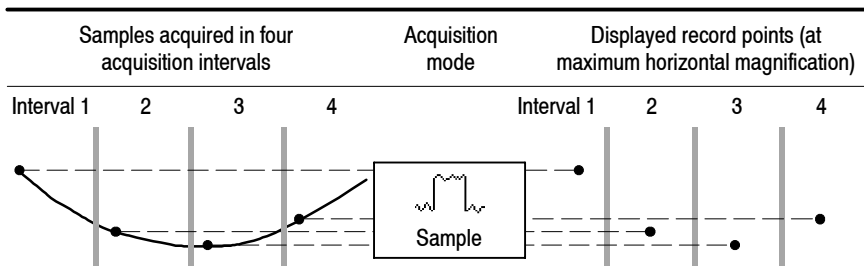 Samples acquired in four
acquisition intervals
Acquisition
mode
Displayed record points (at
maximum horizontal magnification)
Interval 1 2 3 4 Interval 1 2 3 4
Sample